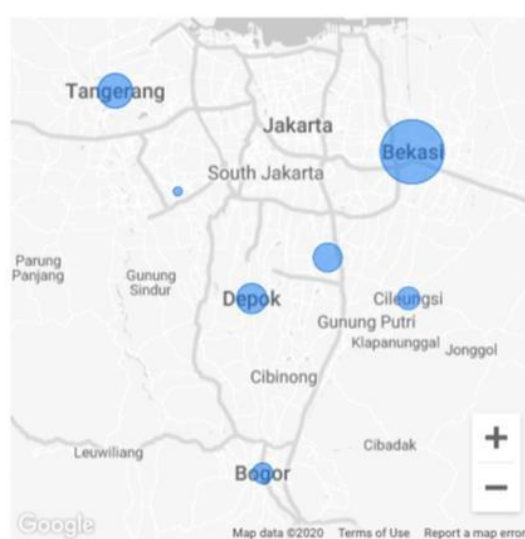 Tangerang
Jakarta
Bekasi
South Jakarta
Parung
Panjang
Gunung
Sindur
Depok
Cileungsi
Gunung Putri
Klapanunggal
Jonggol
Cibinong
Cibadak
Leuwiliang
Bogor
+
−
Google
Map data ©2020 Terms of Use Report a map error